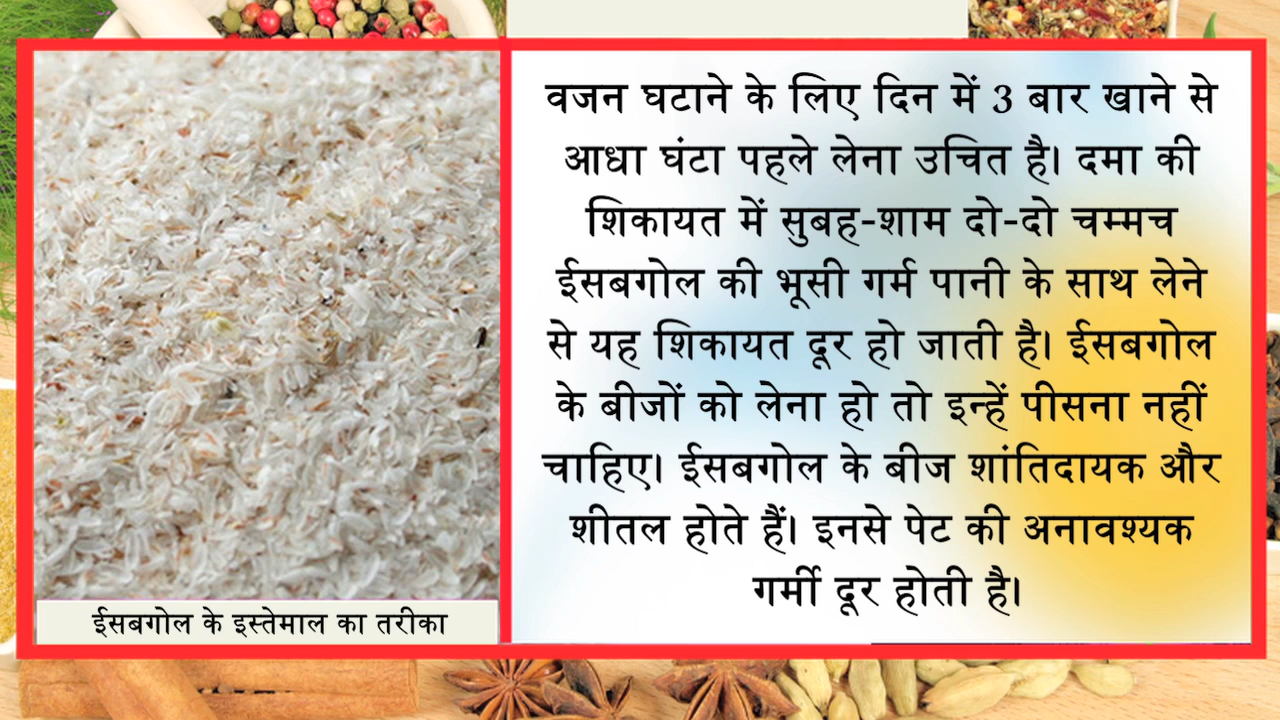 वजन घटाने के लिए दिन में 3 बार खाने से
आधा घंटा पहले लेना उचित है। दमा की
शिकायत में सुबह-शाम दो-दो चम्मच
ईसबगोल की भूसी गर्म पानी के साथ लेने
से यह शिकायत दूर हो जाती है। ईसबगोल
के बीजों को लेना हो तो इन्हें पीसना नहीं
चाहिए। ईसबगोल के बीज शांतिदायक और
शीतल होते हैं। इनसे पेट की अनावश्यक
गर्मी दूर होती है।
ईसबगोल के इस्तेमाल का तरीका